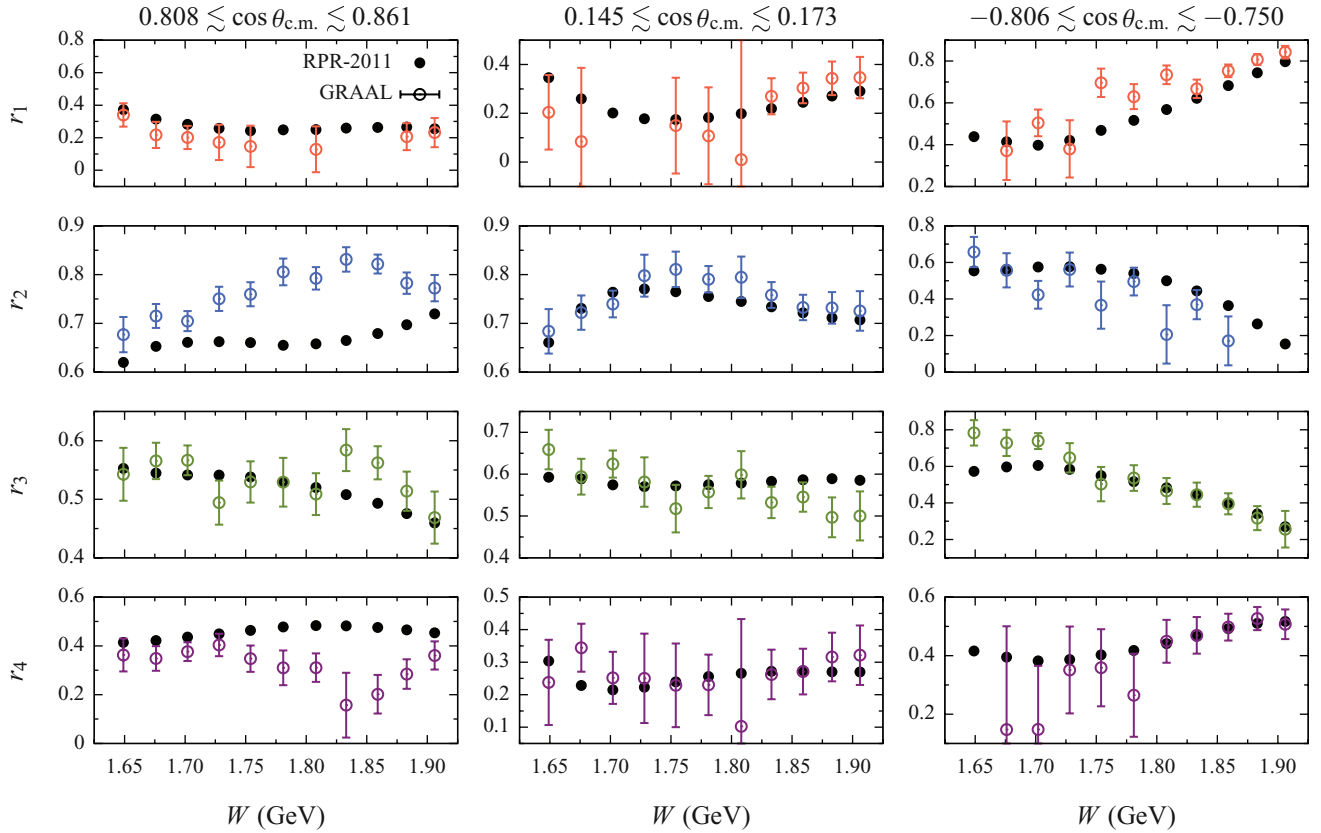 0.808 ≲ cos θc.m. ≲ 0.861 0.145 ≲ cos θc.m. ≲ 0.173 −0.806 ≲ cos θc.m. ≲ −0.750
0.8 0.6 0.4 0.2 0
r1
RPR-2011
GRAAL
0.4 0.2 0
0.8 0.6 0.4 0.2
r2
0.9 0.8 0.7 0.6
0.9 0.8 0.7 0.6
0.8 0.6 0.4 0.2 0
r3
0.6 0.5 0.4
0.7 0.6 0.5 0.4
0.8 0.6 0.4 0.2
r4
0.6 0.4 0.2 0
0.5 0.4 0.3 0.2 0.1
0.6 0.4 0.2
1.65 1.70 1.75 1.80 1.85 1.90 1.65 1.70 1.75 1.80 1.85 1.90 1.65 1.70 1.75 1.80 1.85 1.90
W (GeV) W (GeV) W (GeV)